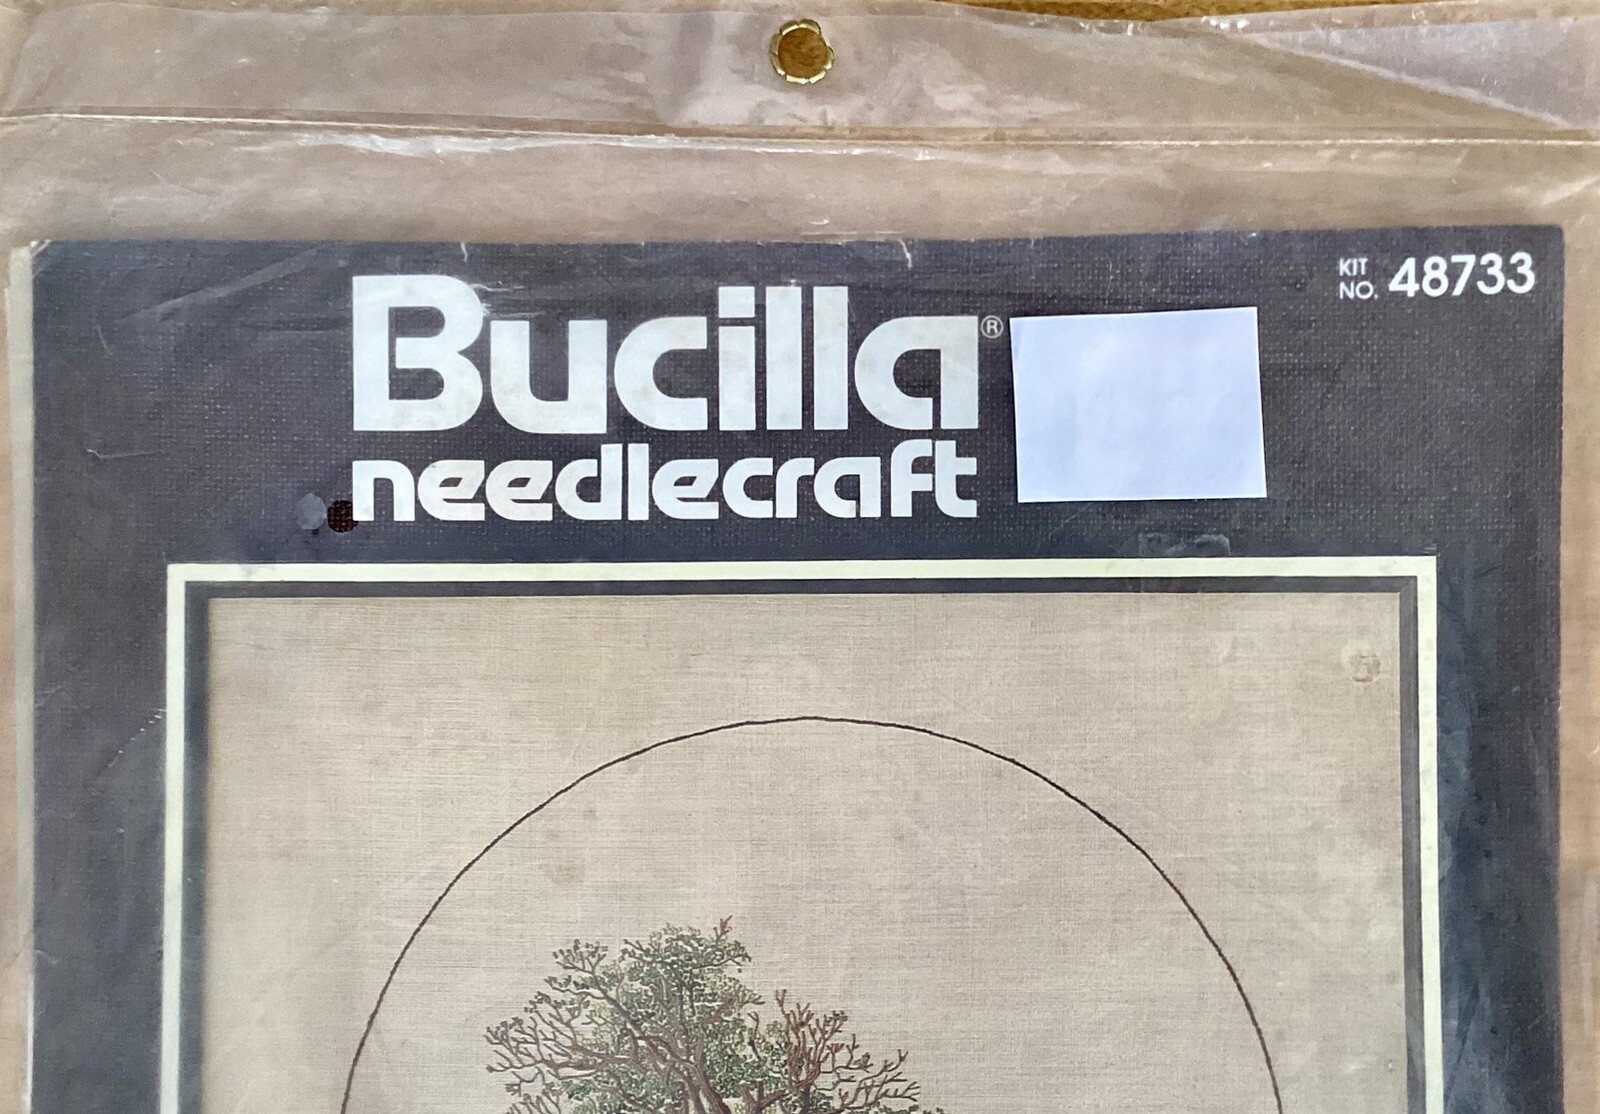 KIT
NO. 48733
Bucilla®
needlecraft